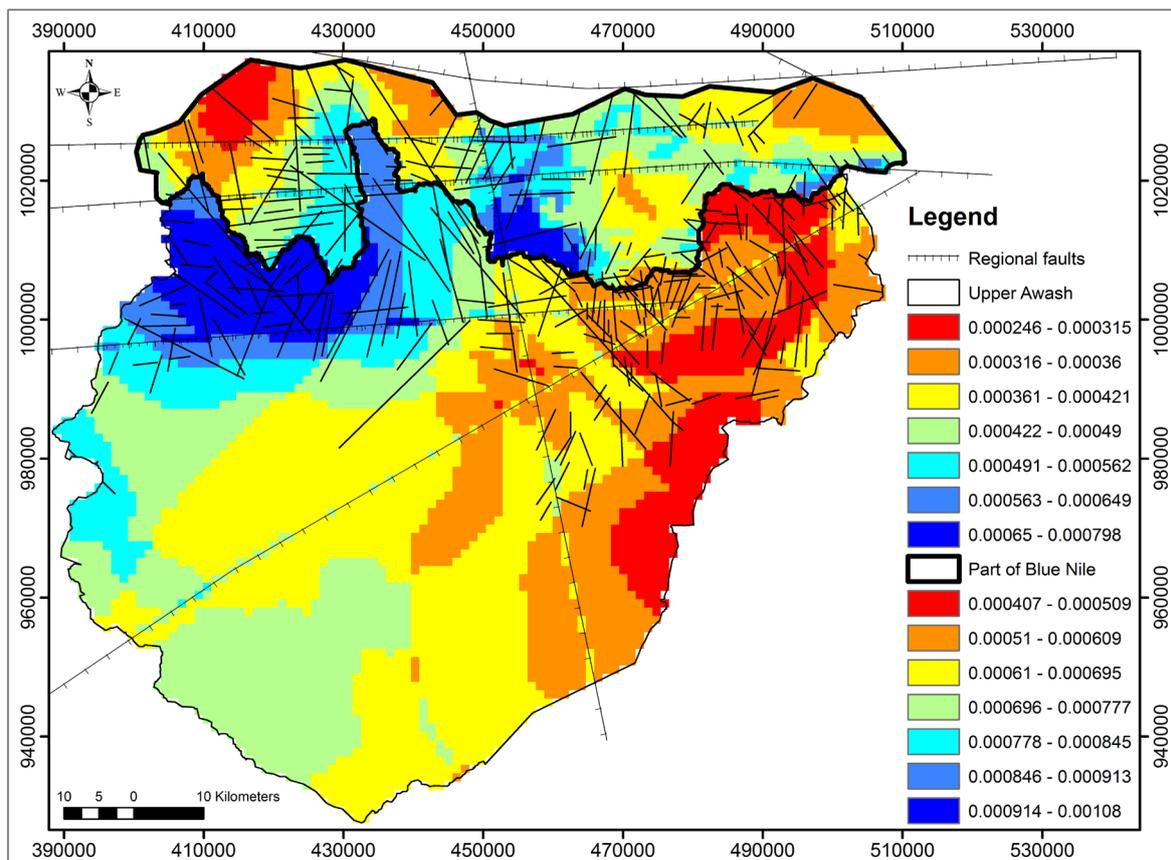 390000 410000 430000 450000 470000 490000 510000 530000
N
W E
S
1020000 1020000
1000000 1000000
980000 980000
960000 960000
940000 940000
Legend
Regional faults
Upper Awash
0.000246 - 0.000315
0.000316 - 0.00036
0.000361 - 0.000421
0.000422 - 0.00049
0.000491 - 0.000562
0.000563 - 0.000649
0.00065 - 0.000798
Part of Blue Nile
0.000407 - 0.000509
0.00051 - 0.000609
0.00061 - 0.000695
0.000696 - 0.000777
0.000778 - 0.000845
0.000846 - 0.000913
0.000914 - 0.00108
10 5 0 10 Kilometers
390000 410000 430000 450000 470000 490000 510000 530000